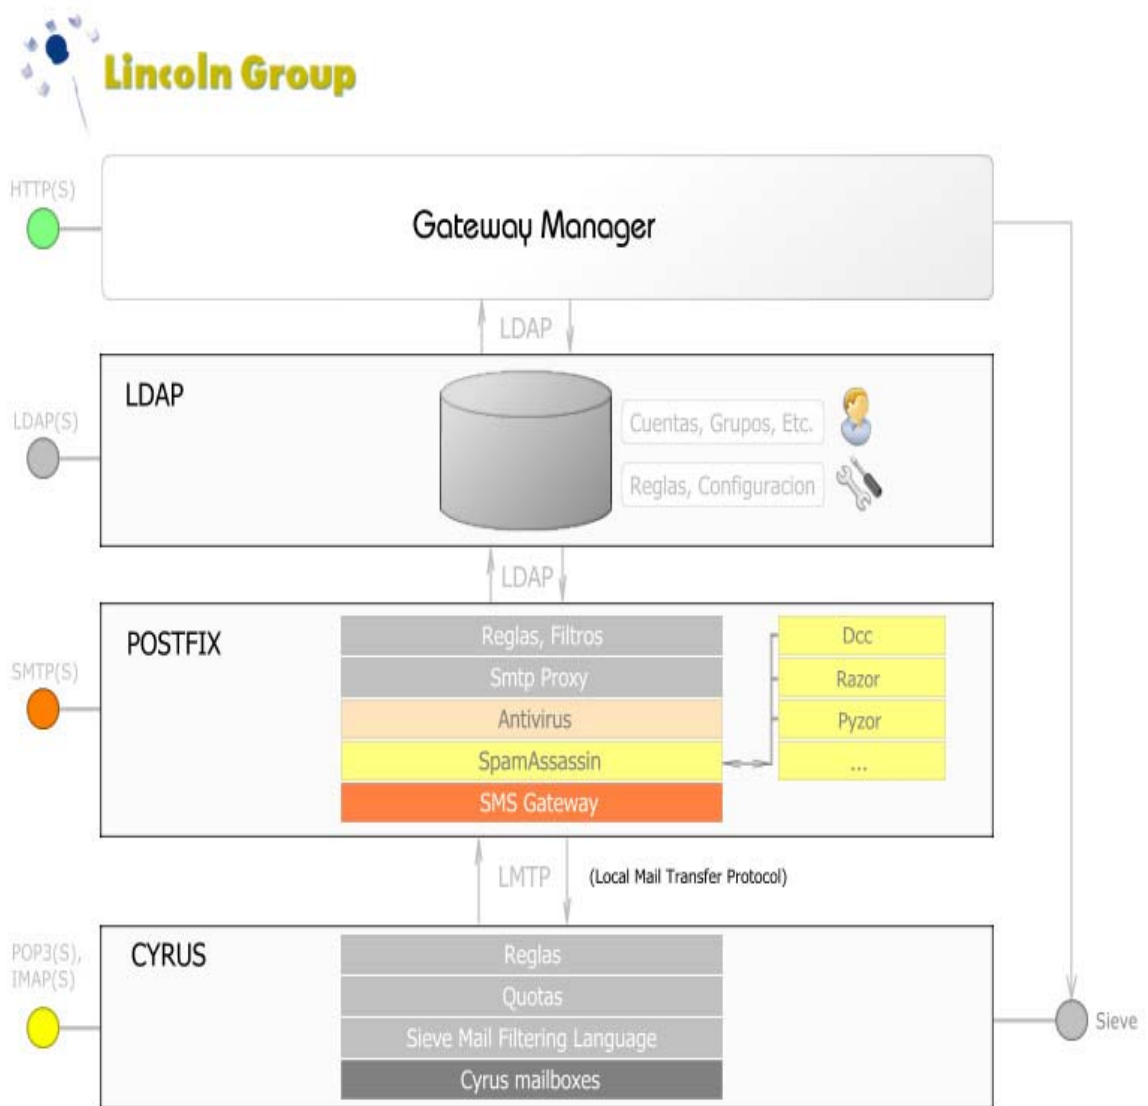 Lincoln Group
HTTP(S)
Gateway Manager
LDAP
LDAP
LDAP(S)
Cuentas, Grupos, Etc.
Reglas, Configuracion
LDAP
POSTFIX
SMTP(S)
Reglas, Filtros
Smtp Proxy
Antivirus
SpamAssassin
SMS Gateway
Dcc
Razor
Pyzor
...
LMTP
(Local Mail Transfer Protocol)
CYRUS
POP3(S),
IMAP(S)
Reglas
Quotas
Sieve Mail Filtering Language
Cyrus mailboxes
Sieve